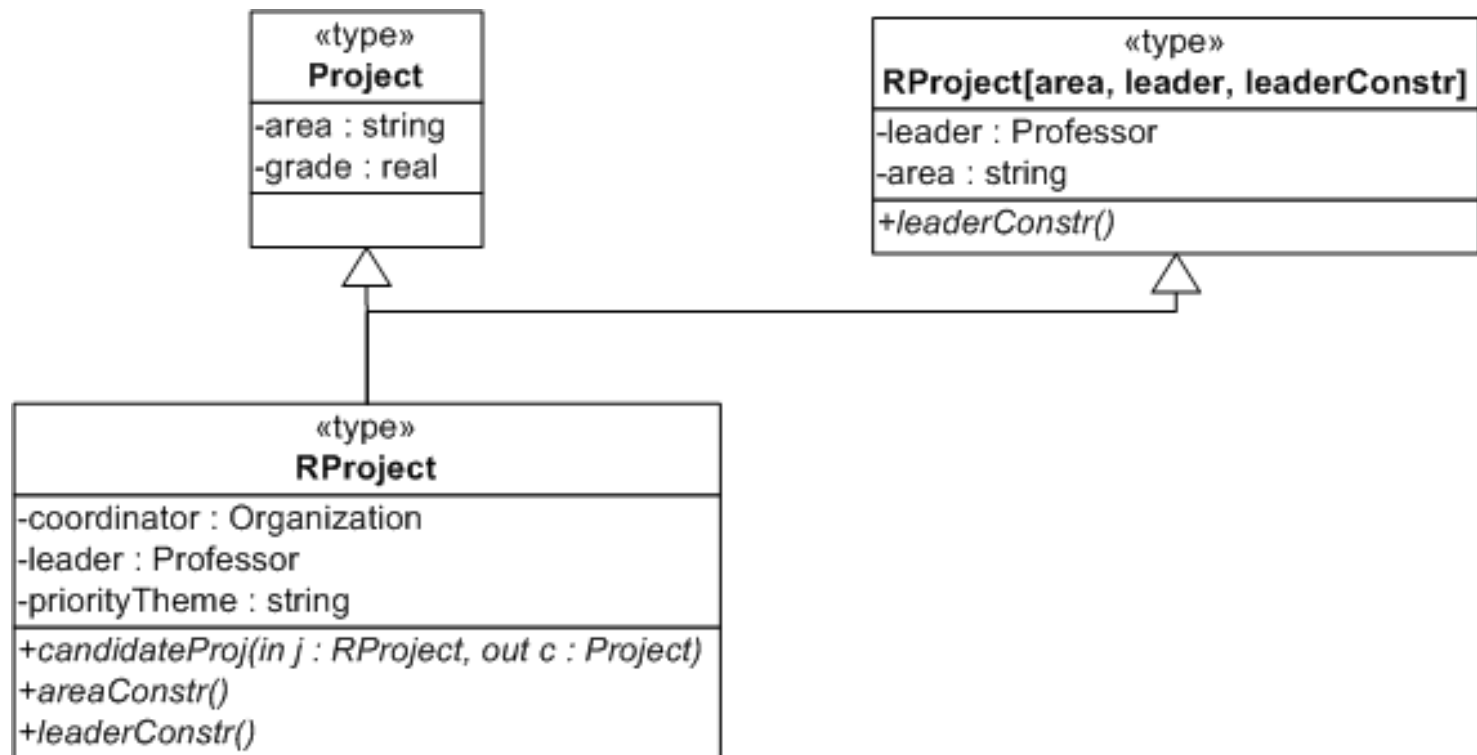 «type»
Project
-area : string
-grade : real
«type»
RProject[area, leader, leaderConstr]
-leader : Professor
-area : string
+leaderConstr()
«type»
RProject
-coordinator : Organization
-leader : Professor
-priorityTheme : string
+candidateProj(in j : RProject, out c : Project)
+areaConstr()
+leaderConstr()